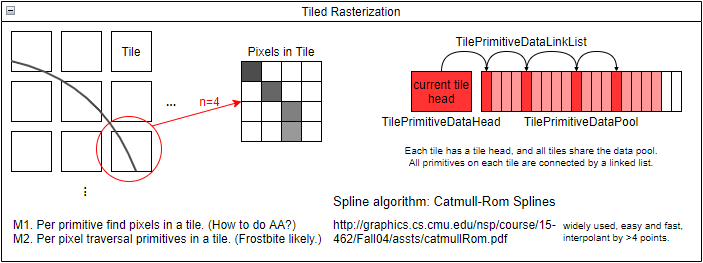 Tiled Rasterization
Tile
...
n=4
Pixels in Tile
TilePrimitiveDataLinkList
current tile
head
TilePrimitiveDataHead
TilePrimitiveDataPool
Each tile has a tile head, and all tiles share the data pool.
All primitives on each tile are connected by a linked list.
...
M1. Per primitive find pixels in a tile. (How to do AA?)
M2. Per pixel traversal primitives in a tile. (Frostbite likely.)
Spline algorithm: Catmull-Rom Splines
http://graphics.cs.cmu.edu/nsp/course/15-
462/Fall04/assts/catmullRom.pdf
widely used, easy and fast,
interpolant by >4 points.